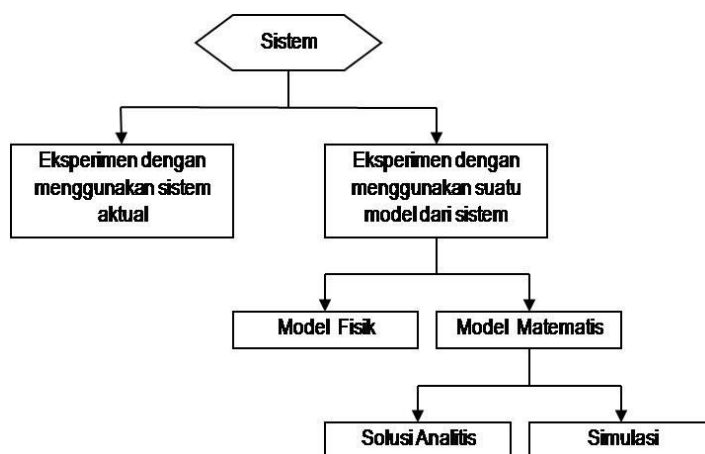 Sistem
Eksperimen dengan
menggunakan sistem
aktual
Eksperimen dengan
menggunakan suatu
model dari sistem
Model Fisik
Model Matematis
Solusi Analitis
Simulasi